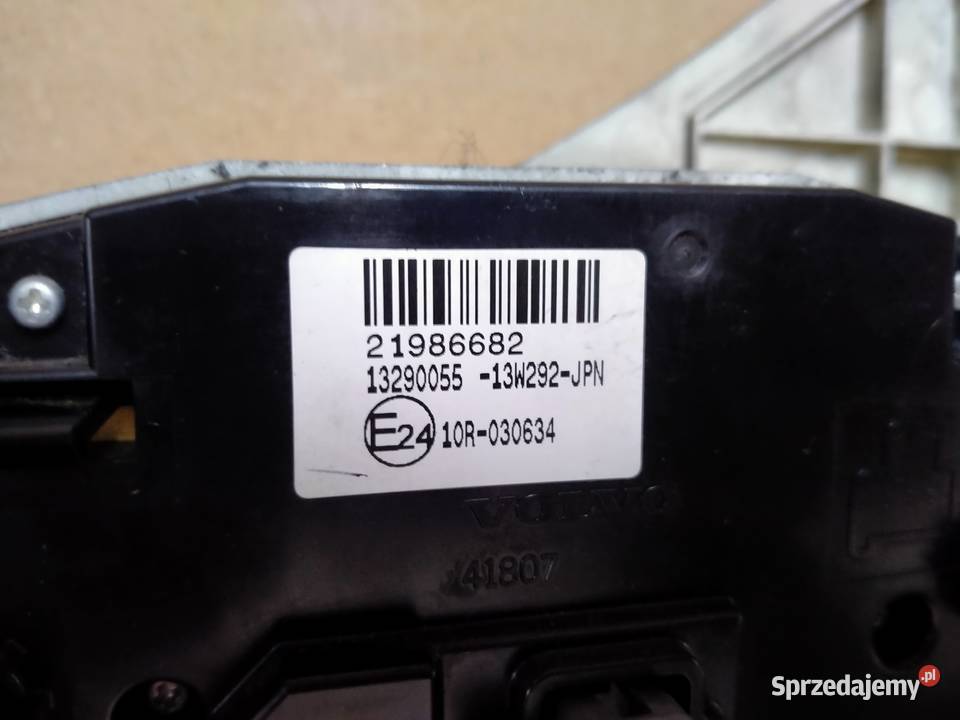 21986682
13290055 -13W292-JPN
E24 10R-030634
VOLVO
41807
Sprzedajemy.pl